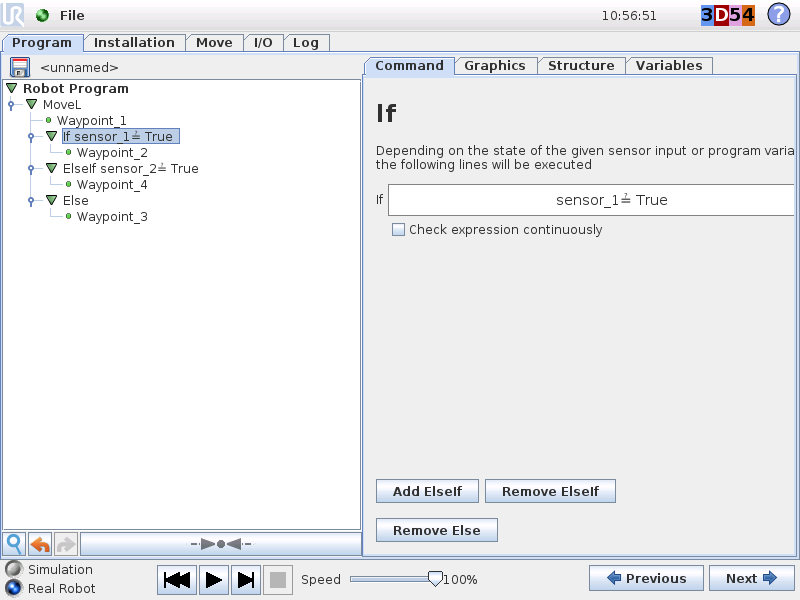 UR File 10:56:51 3D54 ?
Program Installation Move I/O Log
<unnamed> Command Graphics Structure Variables
Robot Program
MoveL
Waypoint_1
If sensor_1≟ True
Waypoint_2
ElseIf sensor_2≟ True
Waypoint_4
Else
Waypoint_3
If
Depending on the state of the given sensor input or program varia
the following lines will be executed
If sensor_1≟ True
Check expression continuously
Add ElseIf Remove ElseIf
Remove Else
Simulation
Real Robot
Speed 100%
Previous Next